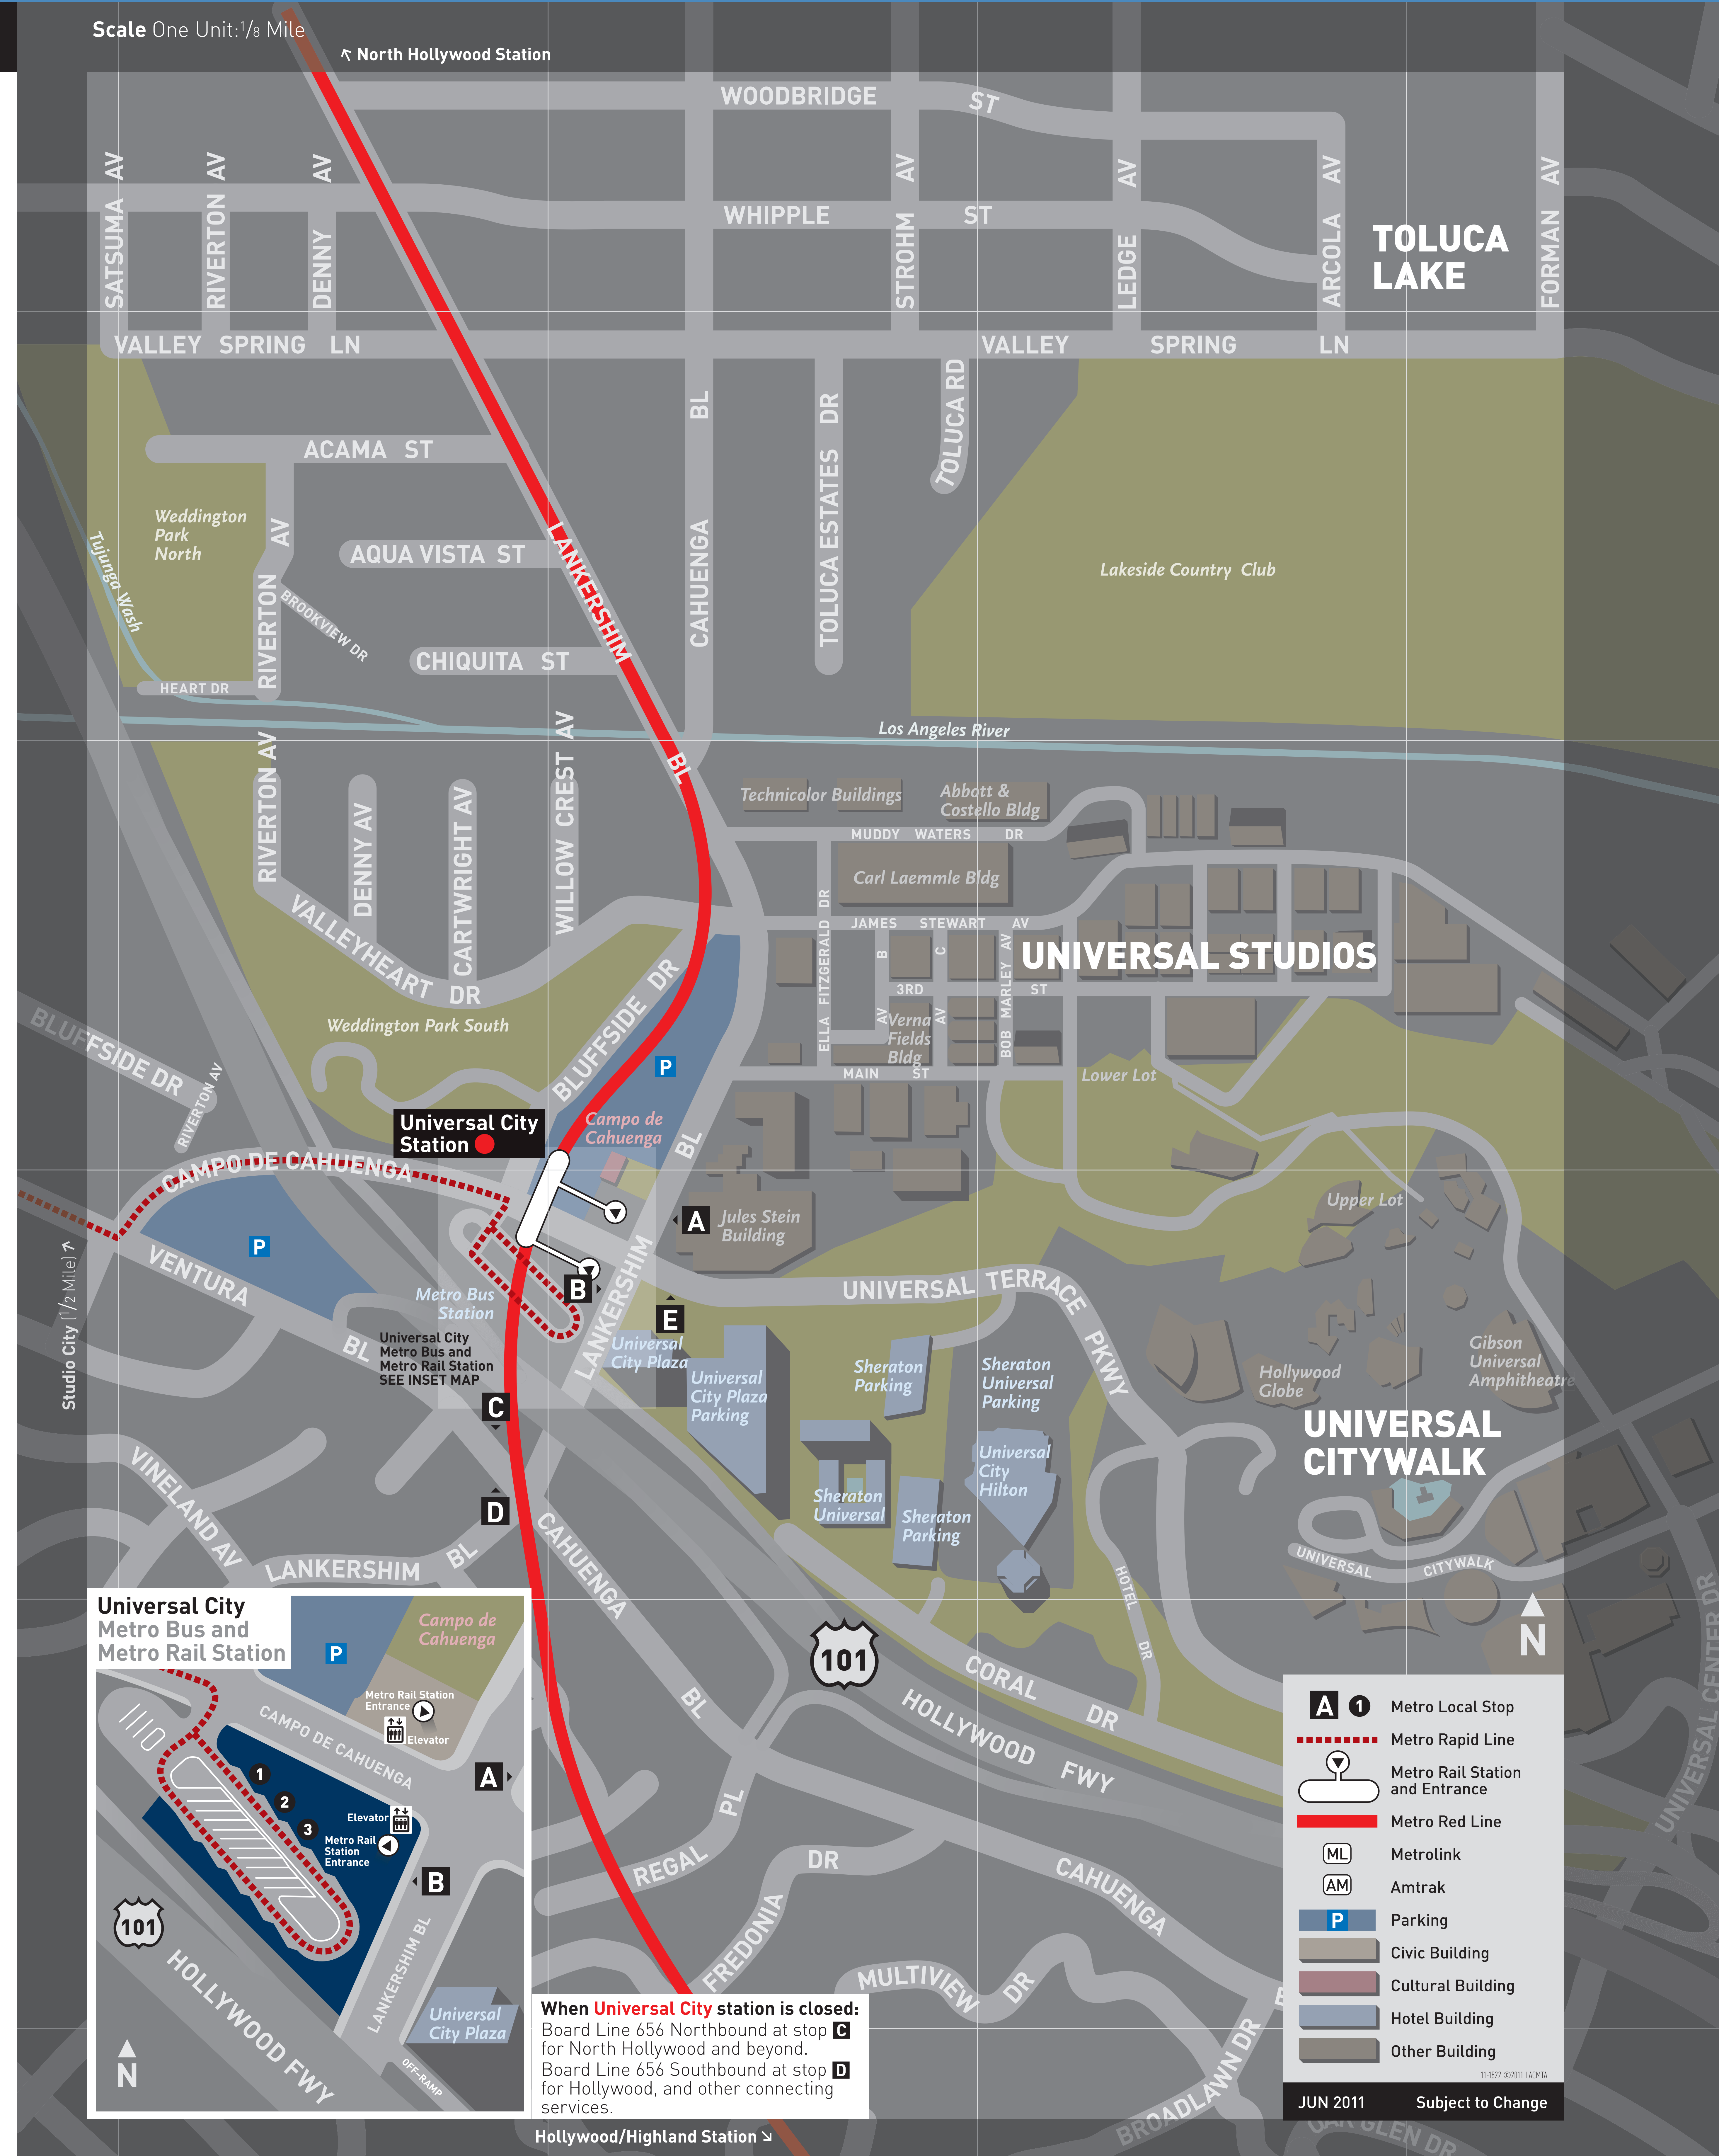 Scale One Unit:1/8 Mile
↖ North Hollywood Station
WOODBRIDGE ST
SATSUMA AV
RIVERTON AV
DENNY AV
WHIPPLE ST
STROHM AV
LEDGE AV
ARCOLA AV
FORMAN AV
TOLUCA
LAKE
VALLEY SPRING LN
VALLEY SPRING LN
ACAMA ST
CAHUENGA BL
TOLUCA ESTATES DR
TOLUCA RD
Weddington
Park
North
RIVERTON AV
AQUA VISTA ST
LANKERSHIM BL
Tujunga Wash
BROOKVIEW DR
Lakeside Country Club
CHIQUITA ST
HEART DR
Los Angeles River
RIVERTON AV
DENNY AV
CARTWRIGHT AV
WILLOW CREST AV
Technicolor Buildings
Abbott &
Costello Bldg
MUDDY WATERS DR
Carl Laemmle Bldg
ELLA FITZGERALD DR
JAMES STEWART AV
B AV
C AV
BOB MARLEY AV
UNIVERSAL STUDIOS
3RD ST
Verna
Fields
Bldg
MAIN ST
Lower Lot
VALLEYHEART DR
Weddington Park South
BLUFFSIDE DR
BLUFFSIDE DR
RIVERTON AV
P
Campo de
Cahuenga
Universal City
Station
LANKERSHIM BL
CAMPO DE CAHUENGA
P
A
Jules Stein
Building
Upper Lot
VENTURA BL
Studio City (1/2 Mile) ↗
Metro Bus
Station
B
E
Universal City
Metro Bus and
Metro Rail Station
SEE INSET MAP
UNIVERSAL TERRACE PKWY
Universal
City Plaza
Universal
City Plaza
Parking
Sheraton
Parking
Sheraton
Universal
Parking
Hollywood
Globe
Gibson
Universal
Amphitheatre
C
D
UNIVERSAL
CITYWALK
Universal
City
Hilton
Sheraton
Universal
Sheraton
Parking
VINELAND AV
LANKERSHIM BL
CAHUENGA BL
UNIVERSAL CITYWALK
HOTEL DR
UNIVERSAL CENTER DR
101
CORAL DR
HOLLYWOOD FWY
REGAL PL
FREDONIA DR
CAHUENGA
MULTIVIEW DR
BROADLAWN DR
OAK GLEN DR
N
Universal City
Metro Bus and
Metro Rail Station
P
Campo de
Cahuenga
Metro Rail Station
Entrance
Elevator
CAMPO DE CAHUENGA
A
1
2
3
Elevator
Metro Rail
Station
Entrance
B
101
HOLLYWOOD FWY
LANKERSHIM BL
Universal
City Plaza
OFF-RAMP
N
When Universal City station is closed:
Board Line 656 Northbound at stop C
for North Hollywood and beyond.
Board Line 656 Southbound at stop D
for Hollywood, and other connecting
services.
Hollywood/Highland Station ↘
A 1 Metro Local Stop
Metro Rapid Line
Metro Rail Station
and Entrance
Metro Red Line
ML Metrolink
AM Amtrak
P Parking
Civic Building
Cultural Building
Hotel Building
Other Building
11-1522 ©2011 LACMTA
JUN 2011 Subject to Change